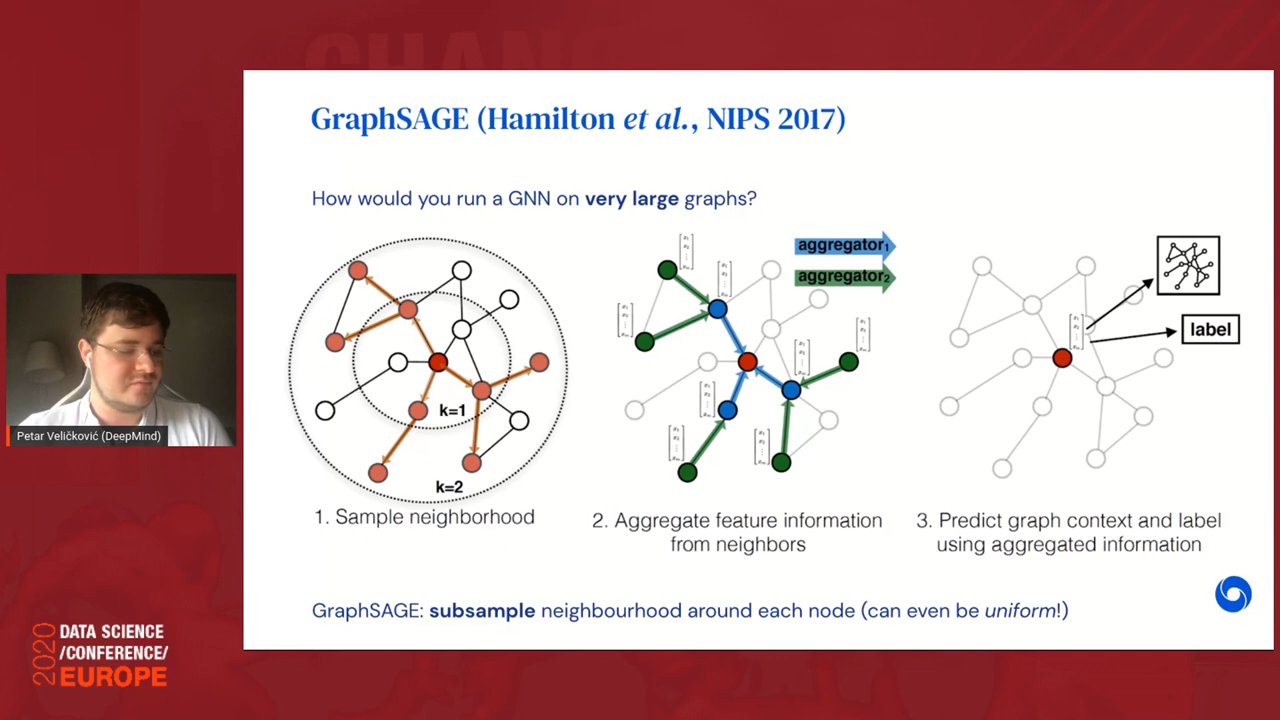 CHAN
GraphSAGE (Hamilton et al., NIPS 2017)
How would you run a GNN on very large graphs?
k=1
k=2
1. Sample neighborhood
aggregator₁
aggregator₂
2. Aggregate feature information
from neighbors
label
3. Predict graph context and label
using aggregated information
GraphSAGE: subsample neighbourhood around each node (can even be uniform!)
Petar Veličković (DeepMind)
2020
DATA SCIENCE
/CONFERENCE/
EUROPE